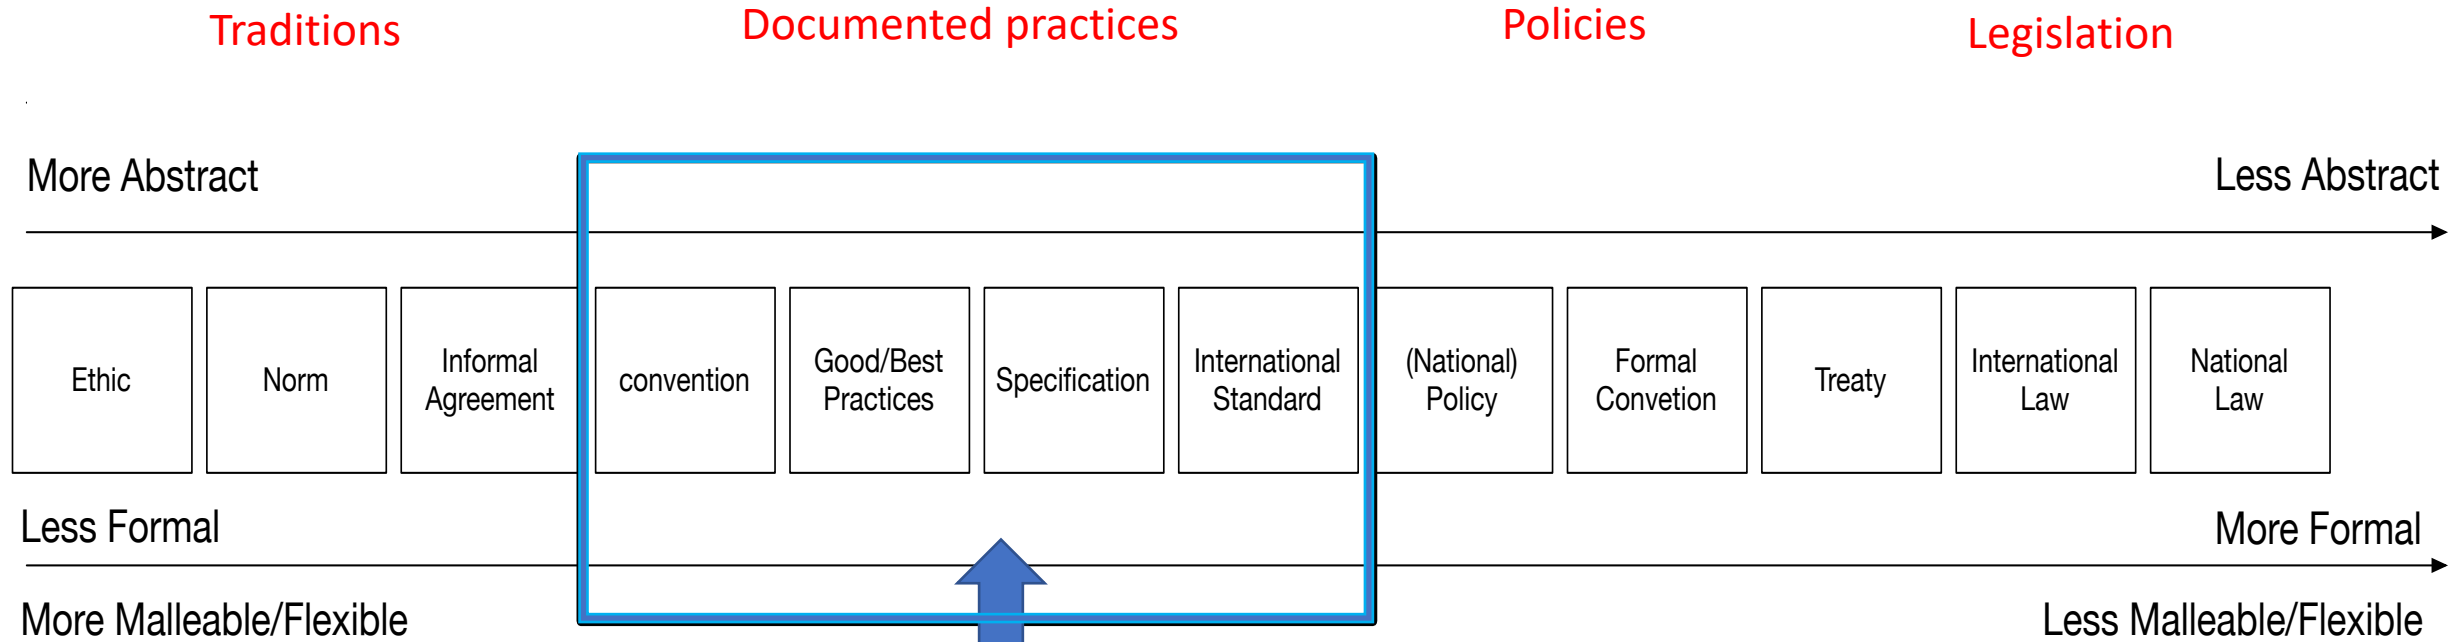 Traditions
Documented practices
Policies
Legislation
More Abstract
Less Abstract
Ethic
Norm
Informal
Agreement
convention
Good/Best
Practices
Specification
International
Standard
(National)
Policy
Formal
Convetion
Treaty
International
Law
National
Law
Less Formal
More Formal
More Malleable/Flexible
Less Malleable/Flexible